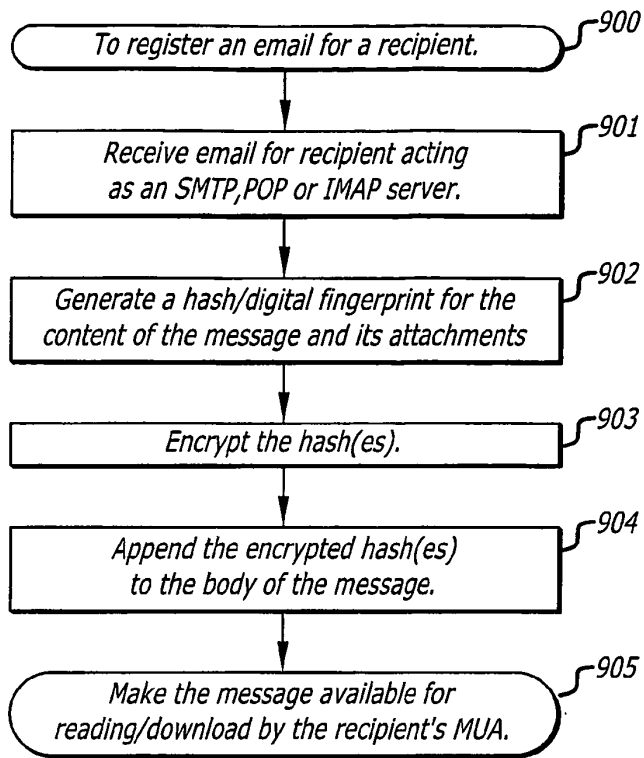 To register an email for a recipient.
900
Receive email for recipient acting
as an SMTP,POP or IMAP server.
901
Generate a hash/digital fingerprint for the
content of the message and its attachments
902
Encrypt the hash(es).
903
Append the encrypted hash(es)
to the body of the message.
904
Make the message available for
reading/download by the recipient's MUA.
905